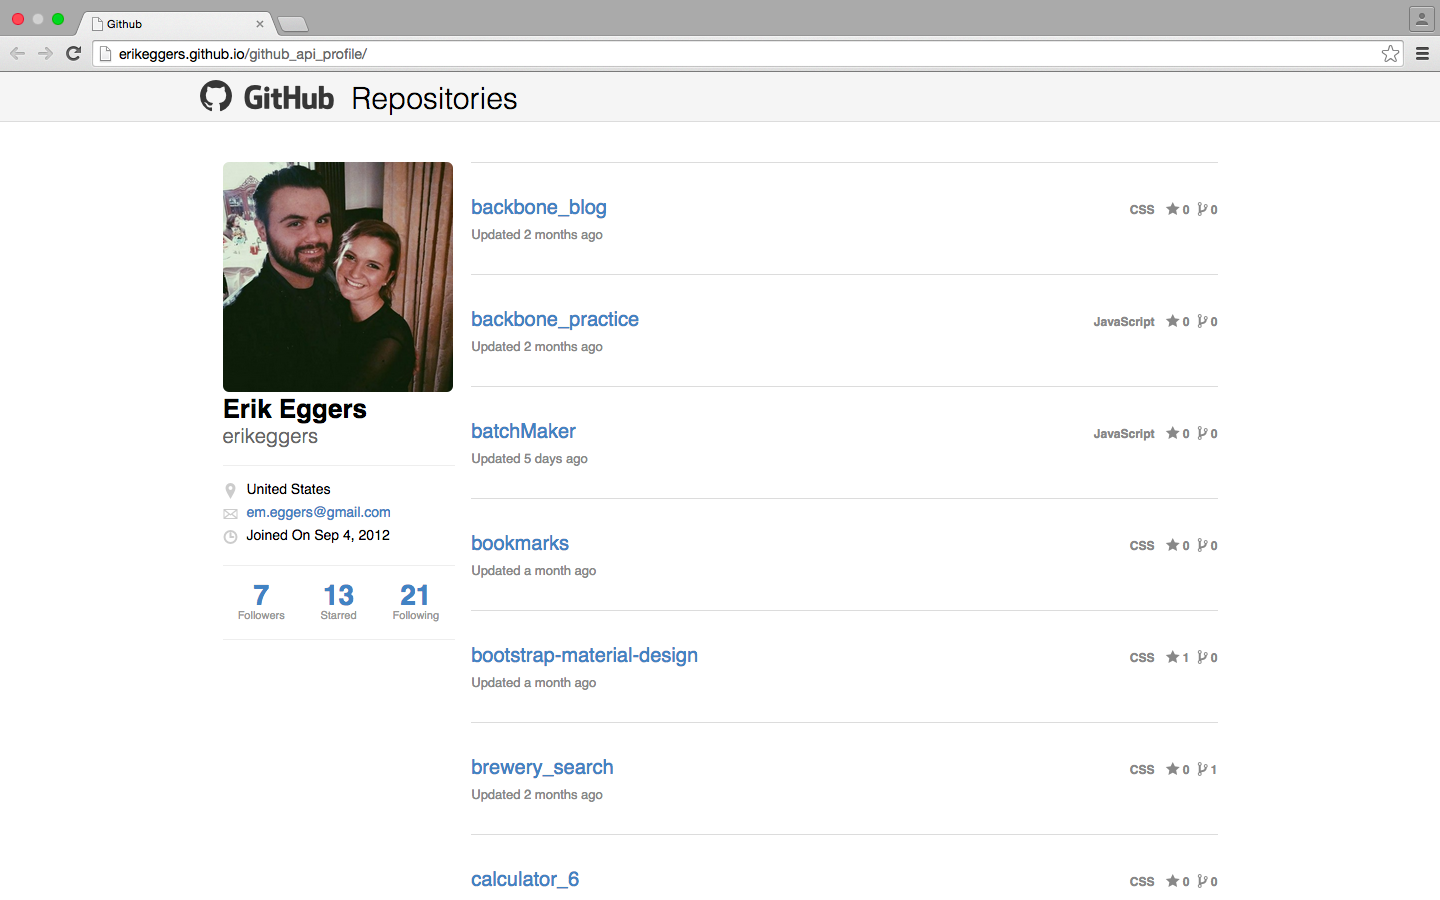 Github
erikeggers.github.io/github_api_profile/
GitHub Repositories
Erik Eggers
erikeggers
United States
em.eggers@gmail.com
Joined On Sep 4, 2012
7 13 21
Followers Starred Following
backbone_blog CSS 0 0
Updated 2 months ago
backbone_practice JavaScript 0 0
Updated 2 months ago
batchMaker JavaScript 0 0
Updated 5 days ago
bookmarks CSS 0 0
Updated a month ago
bootstrap-material-design CSS 1 0
Updated a month ago
brewery_search CSS 0 1
Updated 2 months ago
calculator_6 CSS 0 0